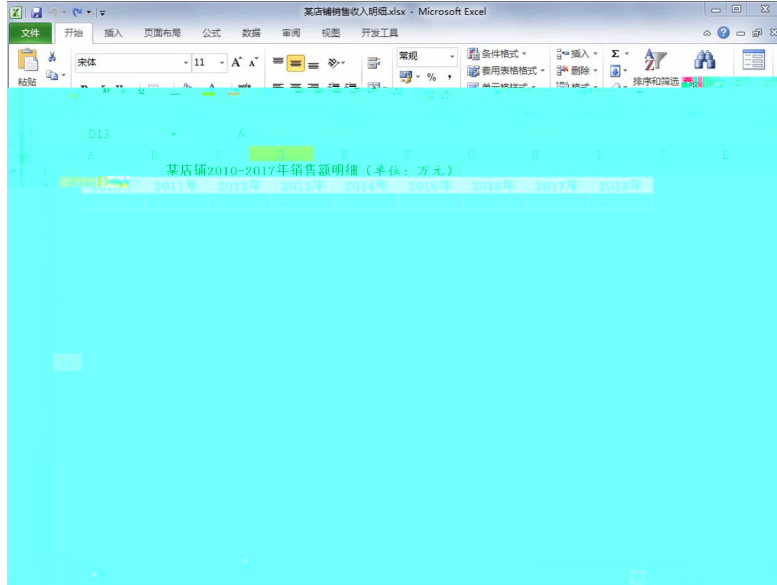 某店铺销售收入明细.xlsx - Microsoft Excel
文件 开始 插入 页面布局 公式 数据 审阅 视图 开发工具
宋体 11 A A 常规 条件格式 插入 Σ
粘贴 % , 套用表格格式 删除 排序和筛选
D13
A B C D E F G H I J K
某店铺2010-2017年销售额明细（单位：万元）
2011年 2012年 2013年 2014年 2015年 2016年 2017年 2018年